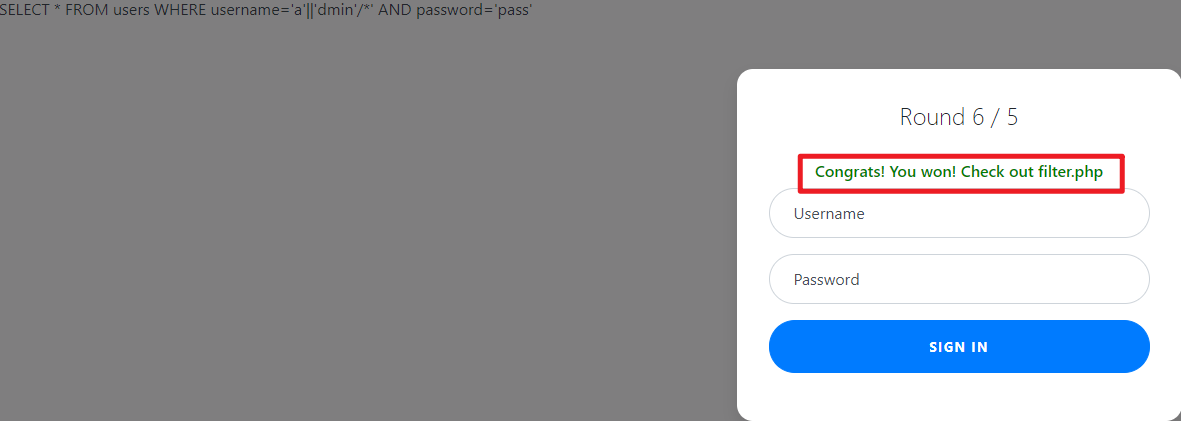 SELECT * FROM users WHERE username='a'||'dmin'/*' AND password='pass'
Round 6 / 5
Congrats! You won! Check out filter.php
Username
Password
SIGN IN